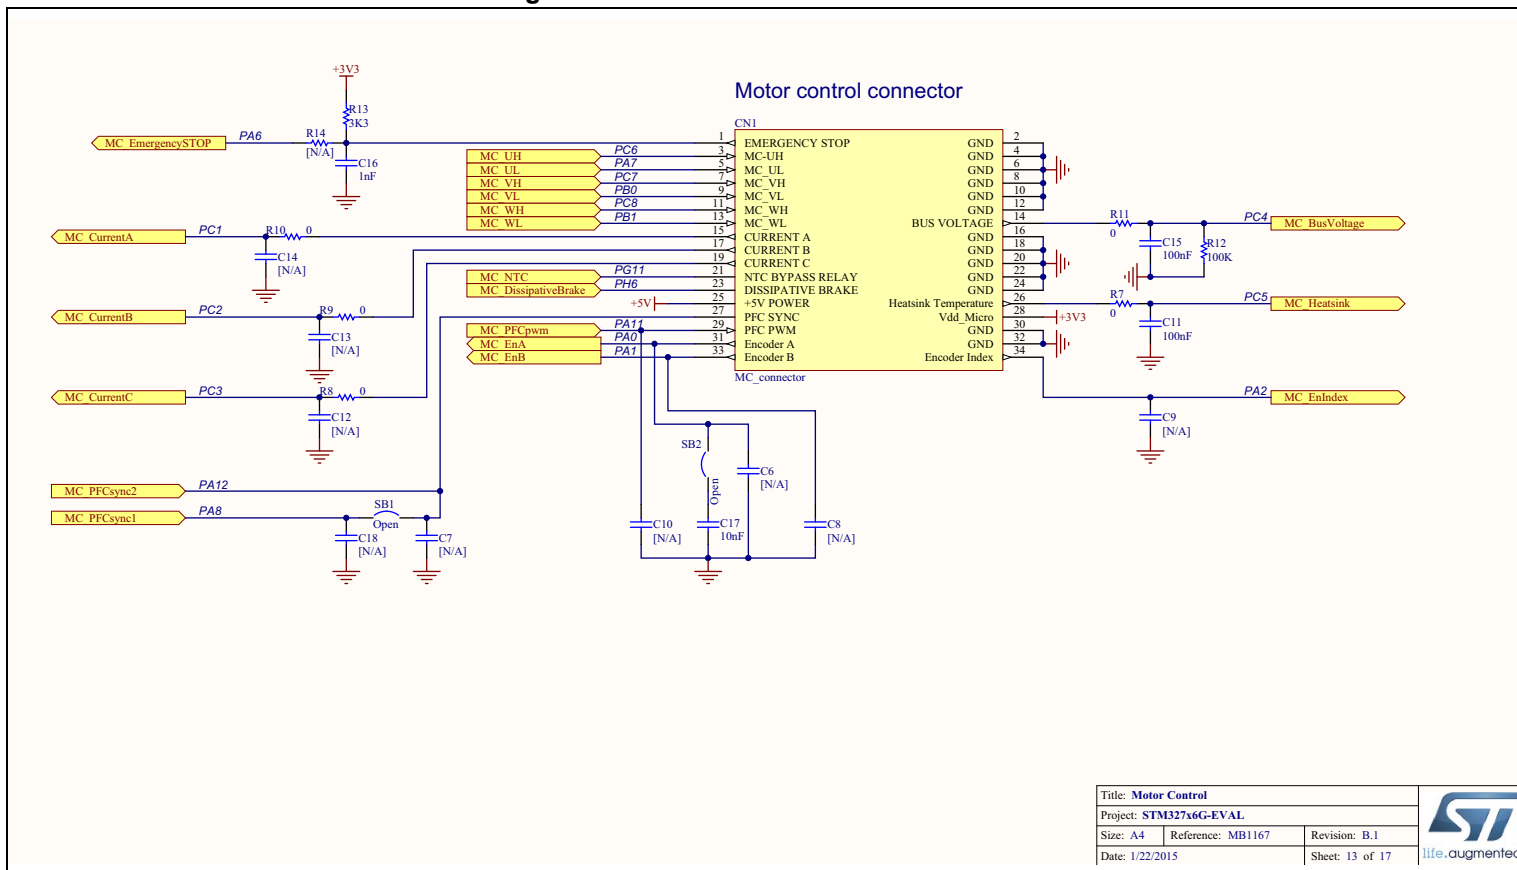 +3V3
Motor control connector
R13
3K3
CN1
MC_EmergencySTOP PA6 R14 [N/A]
C16
1nF
1 EMERGENCY STOP GND 2
MC_UH PC6 3 MC-UH GND 4
MC_UL PA7 5 MC_UL GND 6
MC_VH PC7 7 MC_VH GND 8
MC_VL PB0 9 MC_VL GND 10
MC_WH PC8 11 MC_WH GND 12
MC_WL PB1 13 MC_WL BUS VOLTAGE 14 R11 0 PC4 MC_BusVoltage
MC_CurrentA PC1 R10 0 15 CURRENT A GND 16
C14
[N/A]
17 CURRENT B GND 18
C15
100nF
R12
100K
19 CURRENT C GND 20
MC_NTC PG11 21 NTC BYPASS RELAY GND 22
MC_DissipativeBrake PH6 23 DISSIPATIVE BRAKE GND 24
+5V 25 +5V POWER Heatsink Temperature 26 R7 0 PC5 MC_Heatsink
MC_CurrentB PC2 R9 0 27 PFC SYNC Vdd_Micro 28 +3V3
C13
[N/A]
MC_PFCpwm PA11 29 PFC PWM GND 30
C11
100nF
MC_EnA PA0 31 Encoder A GND 32
MC_EnB PA1 33 Encoder B Encoder Index 34
MC_connector
MC_CurrentC PC3 R8 0
PA2 MC_EnIndex
C12
[N/A]
C9
[N/A]
SB2
Open
C6
[N/A]
MC_PFCsync2 PA12
MC_PFCsync1 PA8 SB1
Open
C18
[N/A]
C7
[N/A]
C10
[N/A]
C17
10nF
C8
[N/A]
Title: Motor Control
Project: STM327x6G-EVAL
Size: A4 Reference: MB1167 Revision: B.1
Date: 1/22/2015 Sheet: 13 of 17
ST
life.augmented